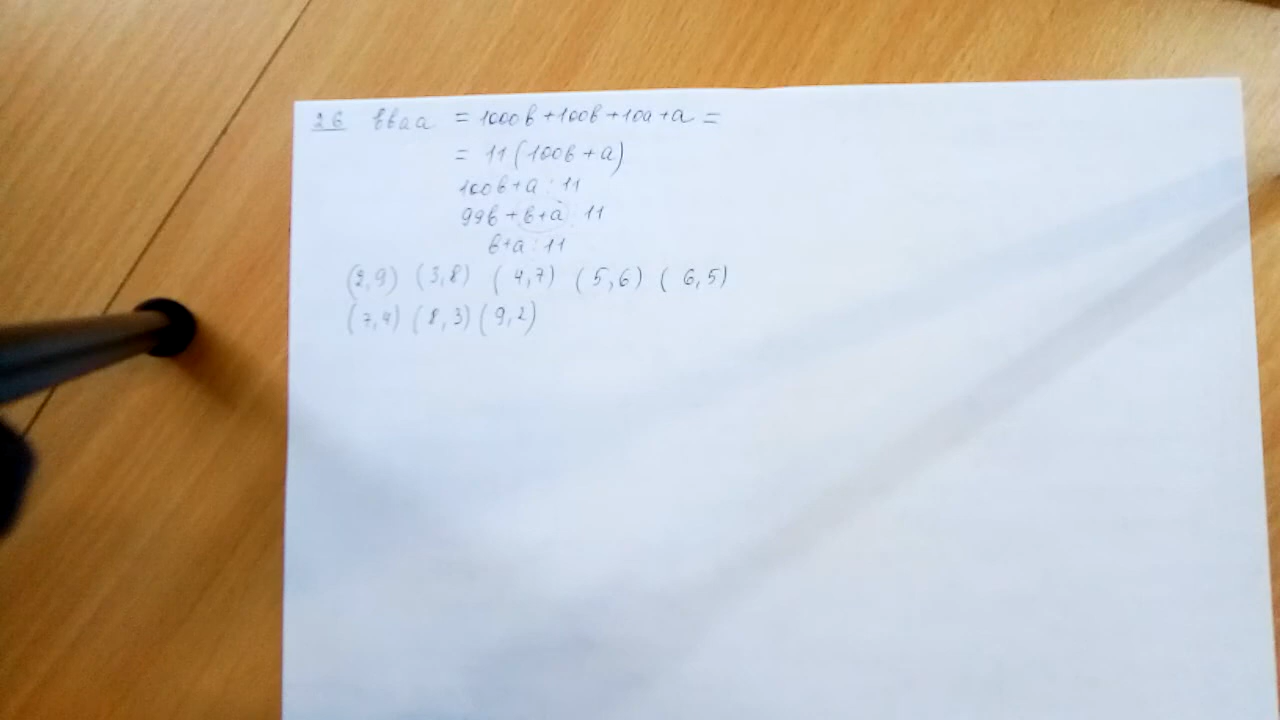 26 bbaa = 1000b + 100b + 10a + a =
= 11 (100b + a)
100b + a ⋮ 11
99b + b + a ⋮ 11
b + a ⋮ 11
(2,9) (3,8) (4,7) (5,6) (6,5)
(7,4) (8,3) (9,2)